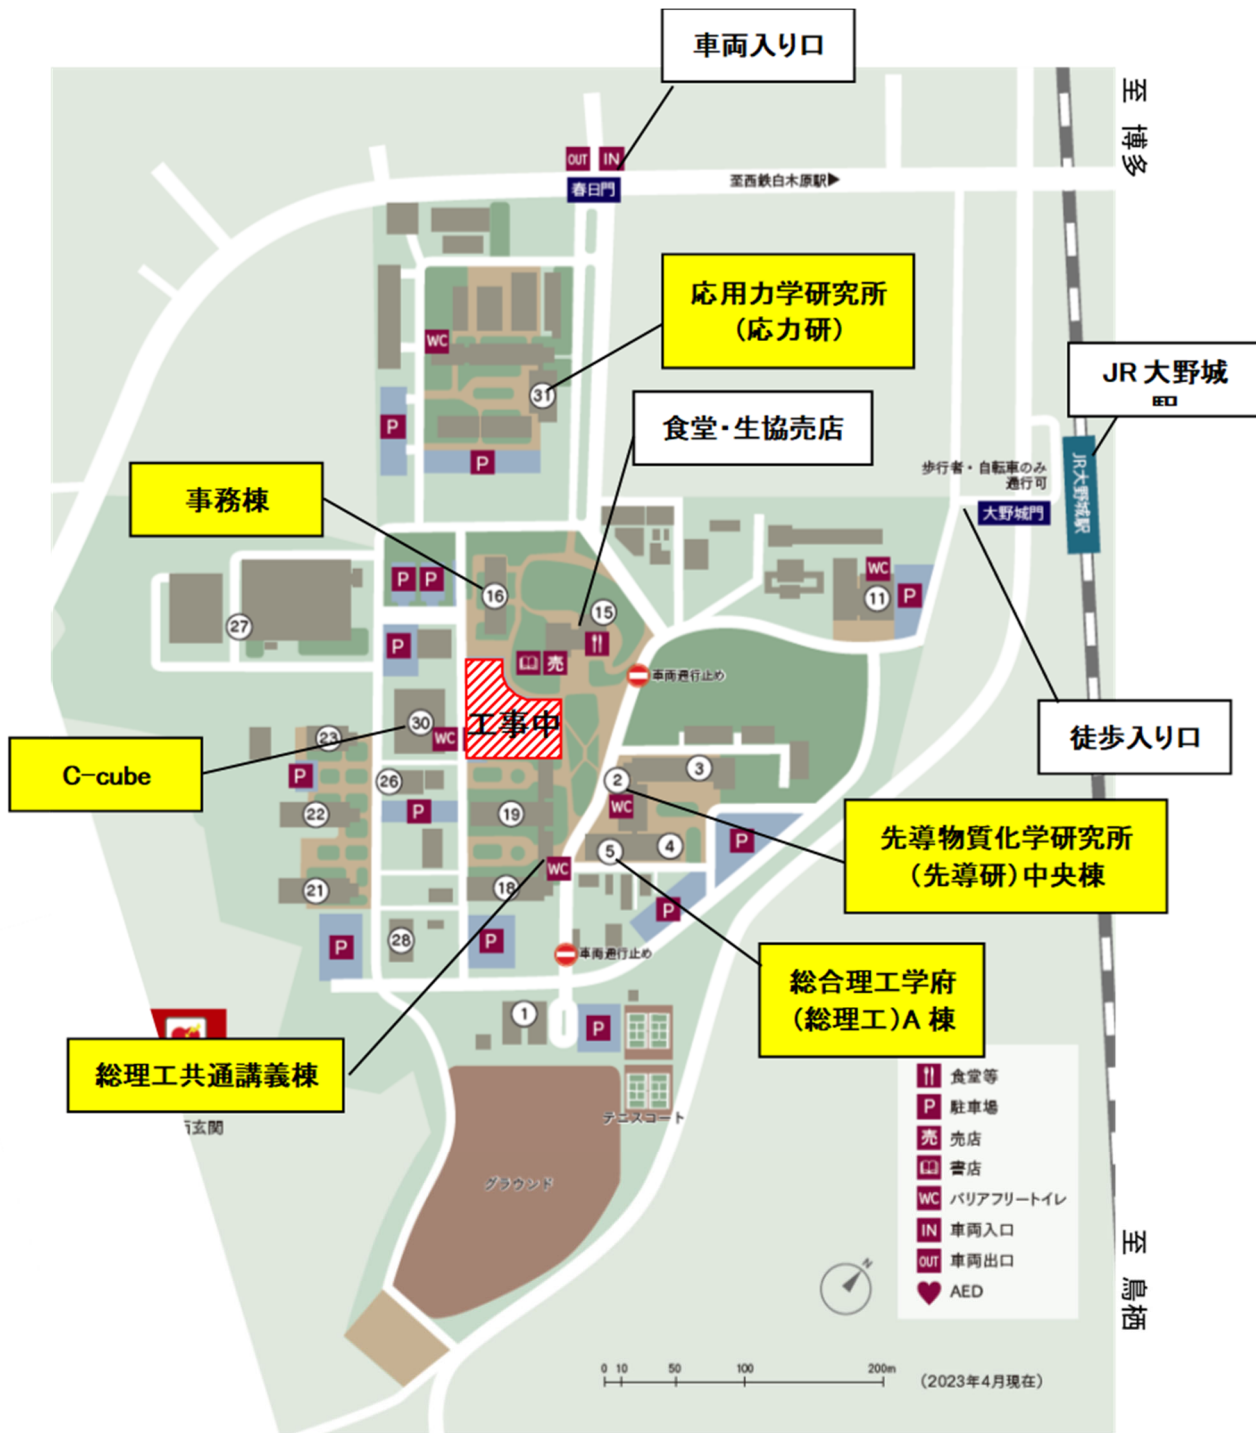 車両入り口
至 博多
OUT
IN
春日門
至西鉄白木原駅▶
応用力学研究所
（応力研）
WC
31
JR 大野城
食堂・生協売店
P
P
歩行者・自転車のみ
通行可
大野城門
JR大野城駅
事務棟
16
15
P
P
WC
11
P
27
P
売
車両通行止め
工事中
30
WC
23
C-cube
徒歩入り口
2
3
P
26
WC
22
P
19
先導物質化学研究所
（先導研）中央棟
5
4
P
WC
21
18
P
28
P
P
車両通行止め
総合理工学府
（総理工）A 棟
1
P
総理工共通講義棟
玄関
テニスコート
グラウンド
食堂等
P 駐車場
売 売店
書店
WC バリアフリートイレ
IN 車両入口
OUT 車両出口
AED
N
至 鳥栖
0 10 50 100 200m
（2023年4月現在）